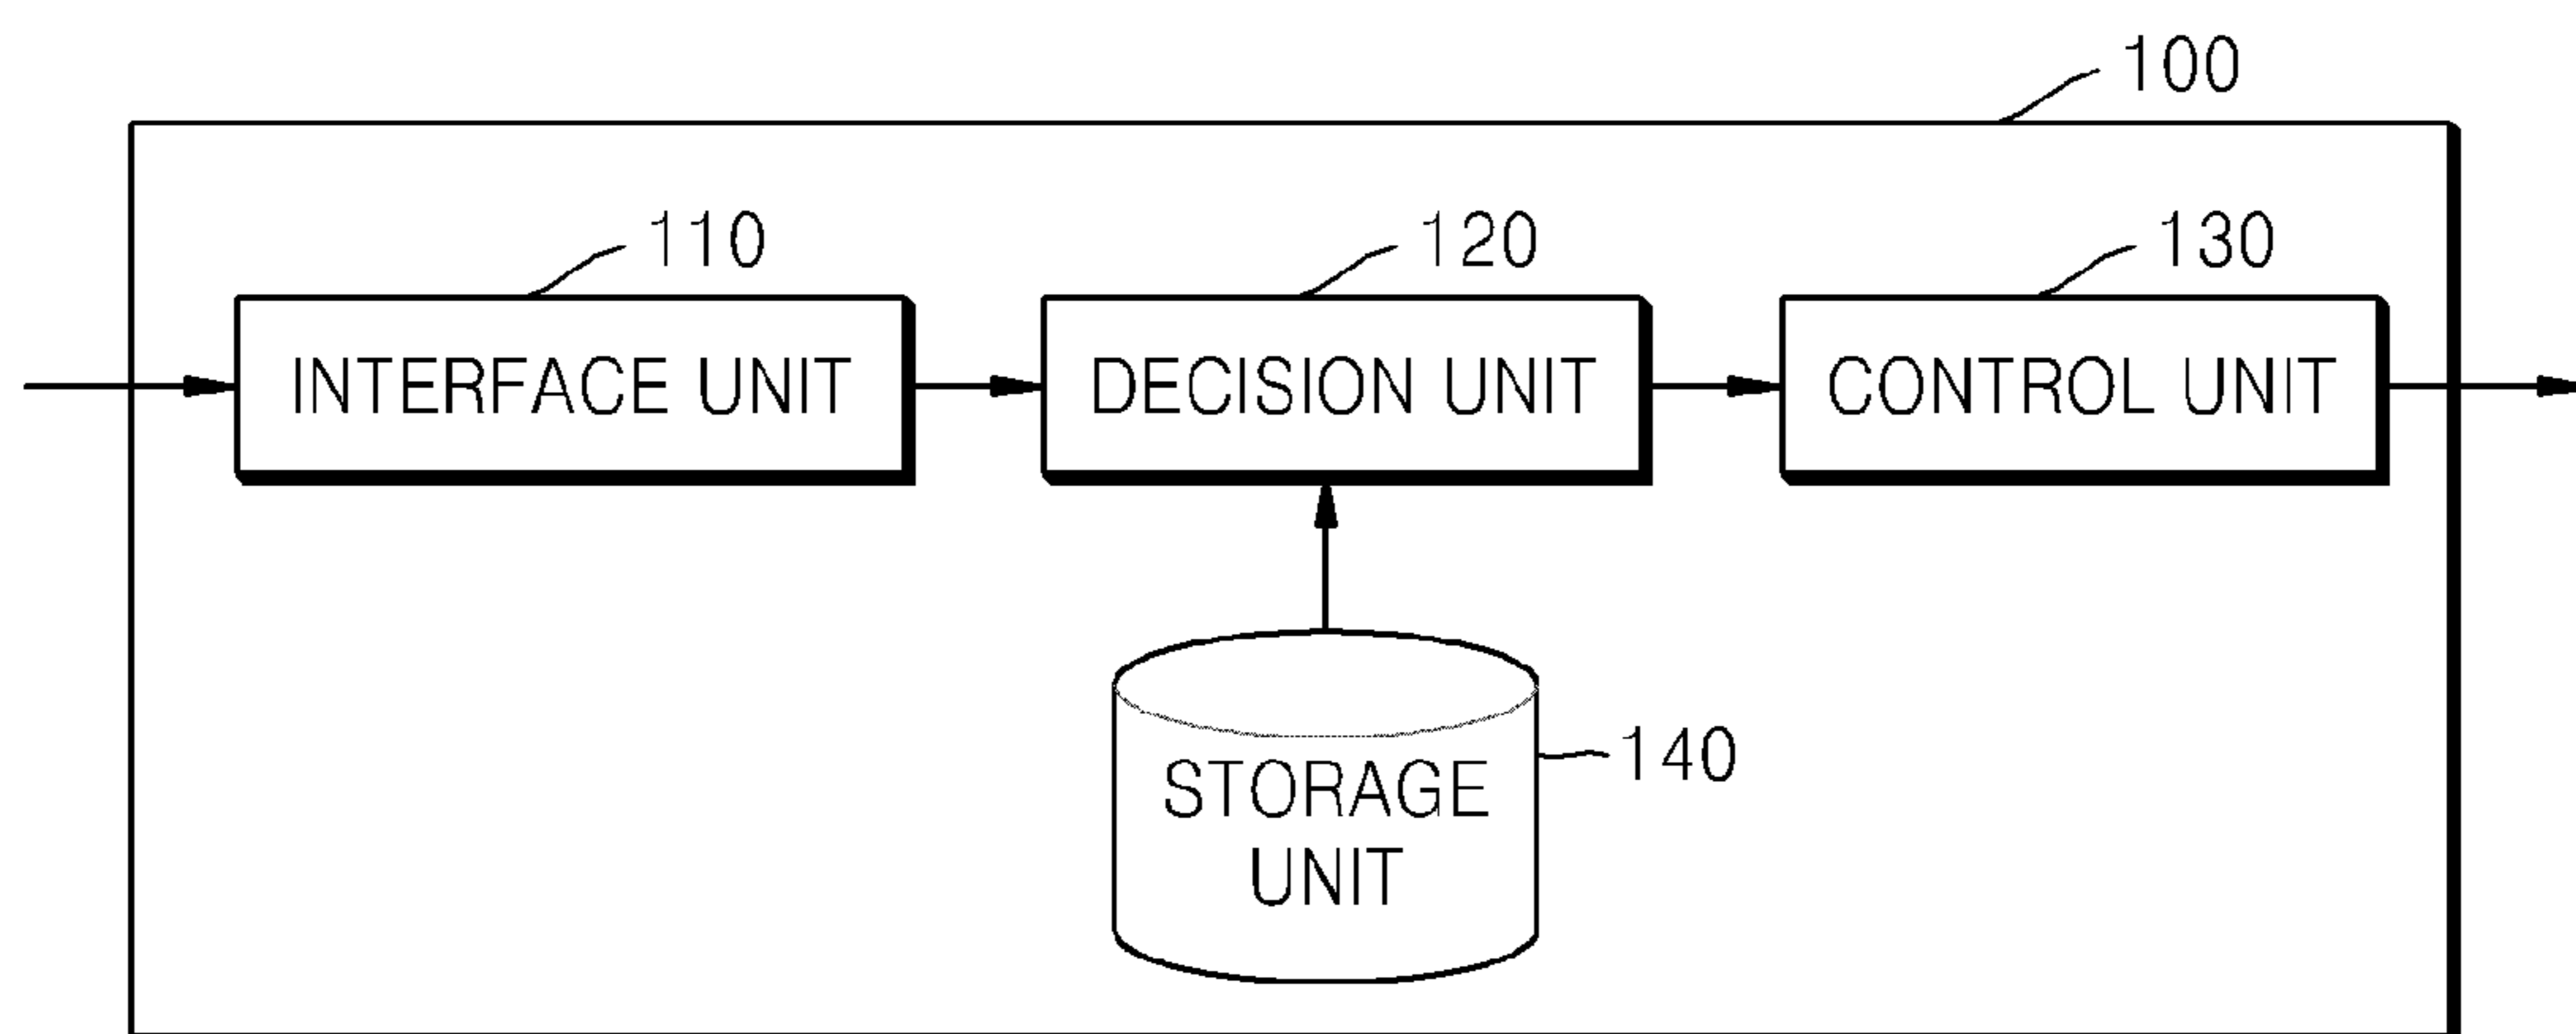 100
110
120
130
INTERFACE UNIT
DECISION UNIT
CONTROL UNIT
140
STORAGE
UNIT